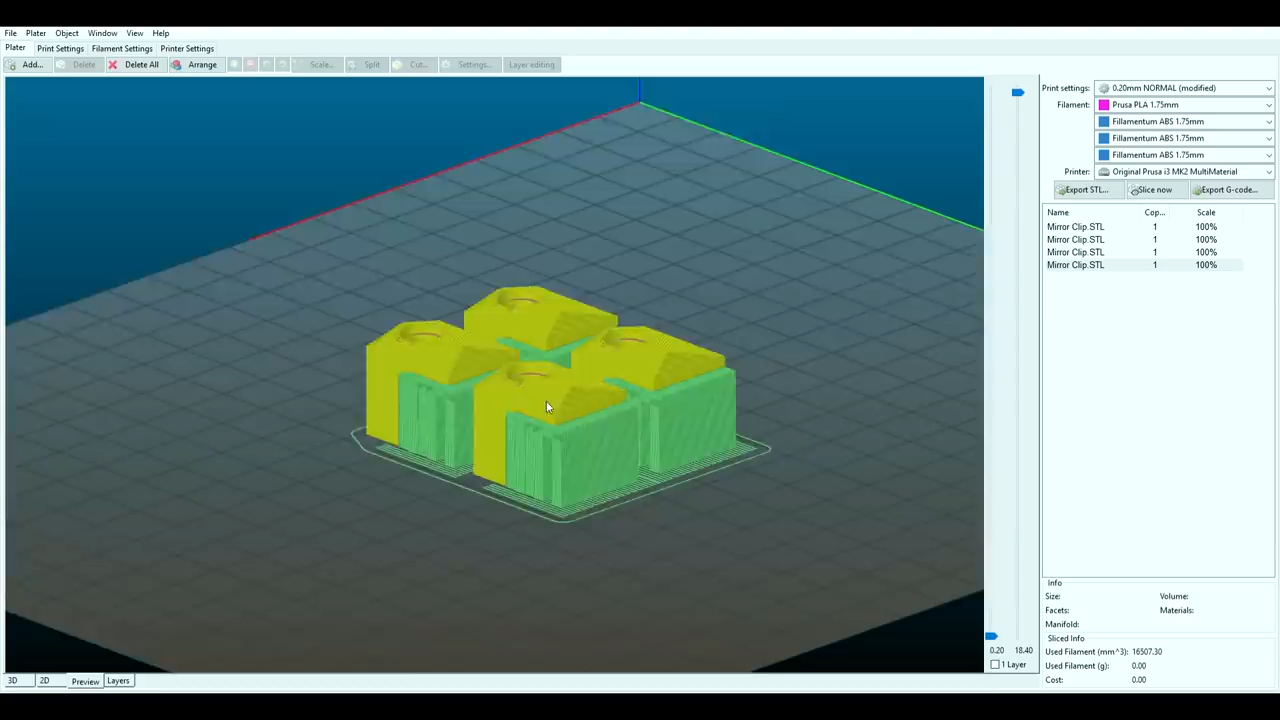 File Plater Object Window View Help
Plater Print Settings Filament Settings Printer Settings
Add... Delete Delete All Arrange Scale... Split Cut... Settings... Layer editing
Print settings: 0.20mm NORMAL (modified)
Filament: Prusa PLA 1.75mm
Fillamentum ABS 1.75mm
Fillamentum ABS 1.75mm
Fillamentum ABS 1.75mm
Printer: Original Prusa i3 MK2 MultiMaterial
Export STL... Slice now Export G-code...
Name Cop... Scale
Mirror Clip.STL 1 100%
Mirror Clip.STL 1 100%
Mirror Clip.STL 1 100%
Mirror Clip.STL 1 100%
Info
Size: Volume:
Facets: Materials:
Manifold:
Sliced Info
Used Filament (mm^3): 16507.30
Used Filament (g): 0.00
Cost: 0.00
0.20 18.40
1 Layer
3D 2D Preview Layers